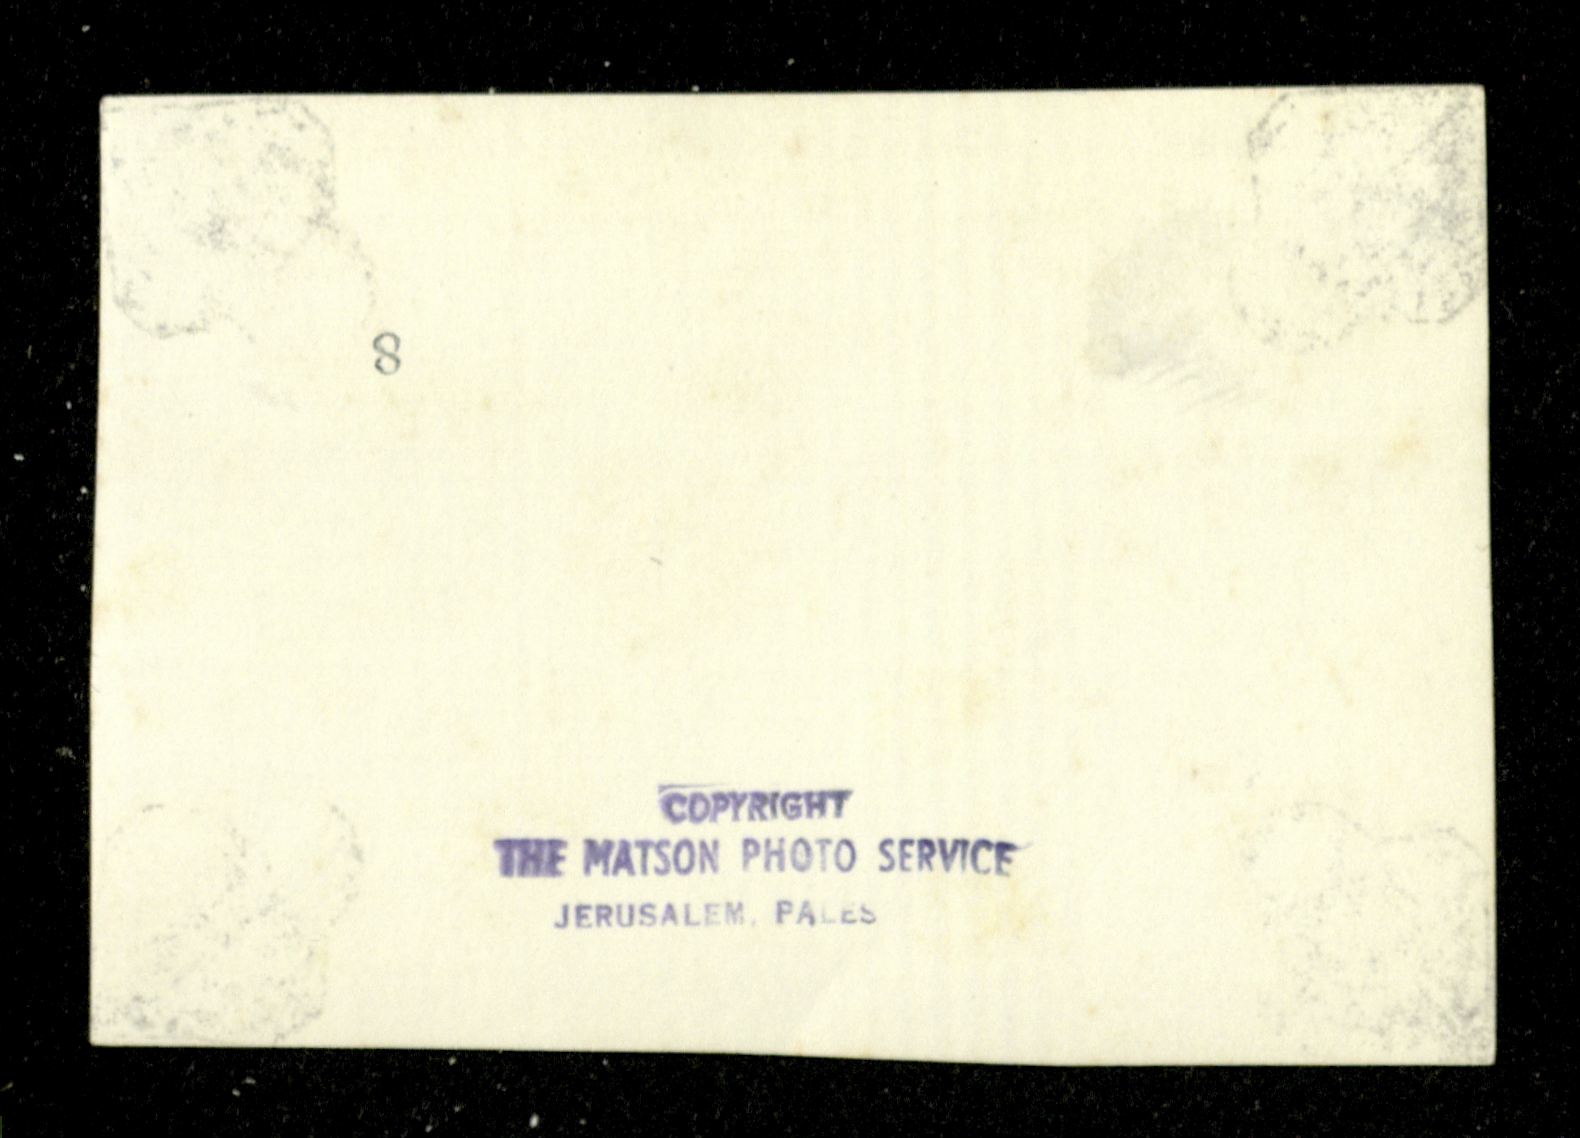 8
COPYRIGHT
THE MATSON PHOTO SERVICE
JERUSALEM, PALES